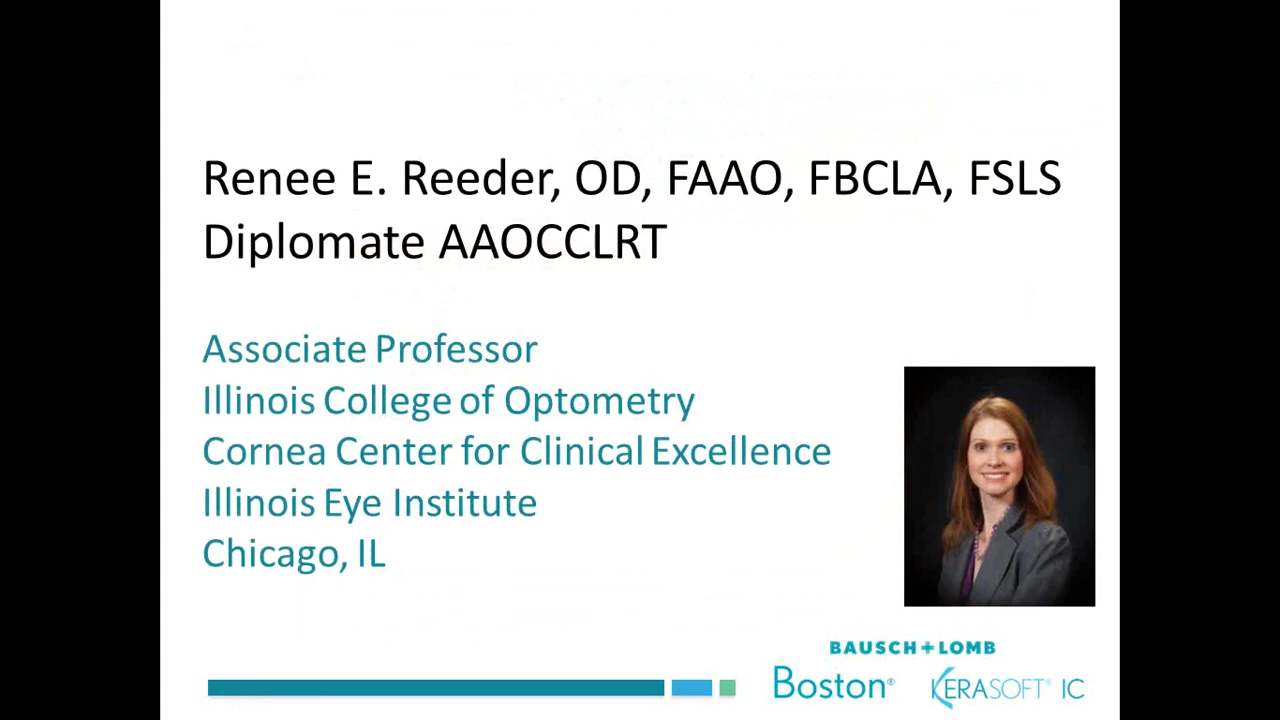 Renee E. Reeder, OD, FAAO, FBCLA, FSLS
Diplomate AAOCCLRT
Associate Professor
Illinois College of Optometry
Cornea Center for Clinical Excellence
Illinois Eye Institute
Chicago, IL
BAUSCH+LOMB
Boston® KERASOFT® IC